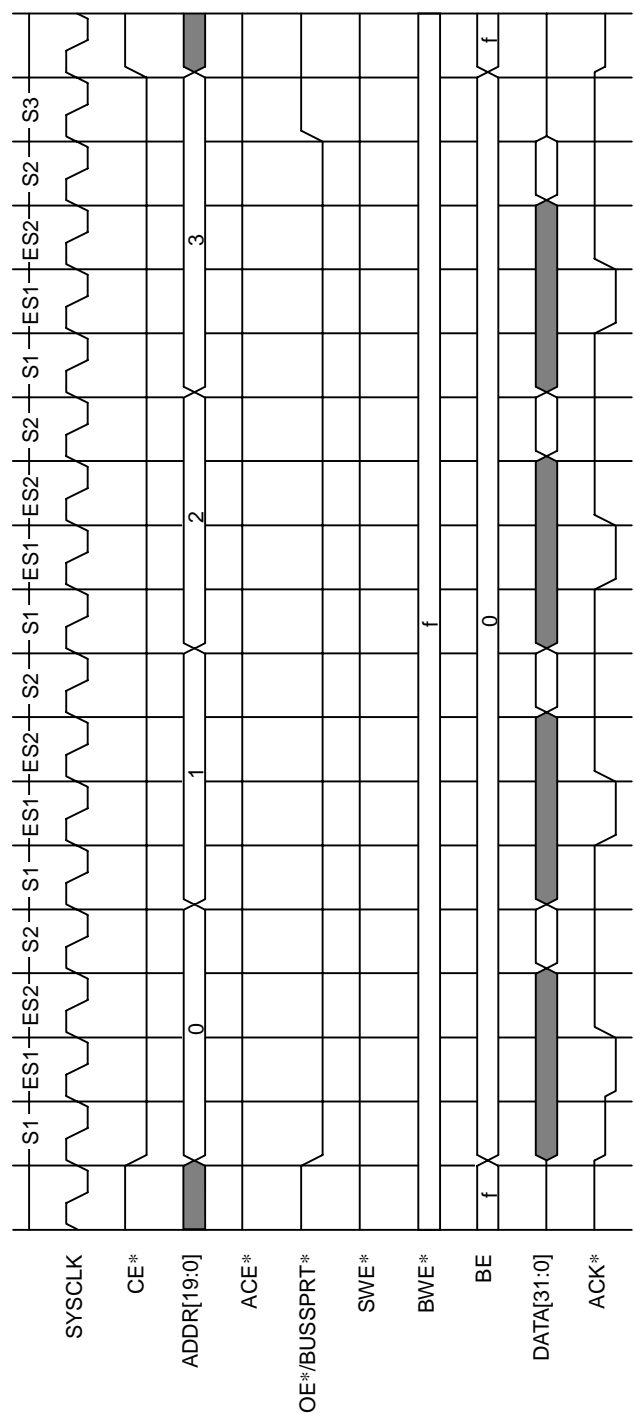 S1 ES1 ES2 S2 S1 ES1 ES2 S2 S1 ES1 ES2 S2 S1 ES1 ES2 S2 S3
SYSCLK
CE*
ADDR[19:0] 0 1 2 3
ACE*
OE*/BUSSPRT*
SWE*
BWE* f
BE f 0 f
DATA[31:0]
ACK*